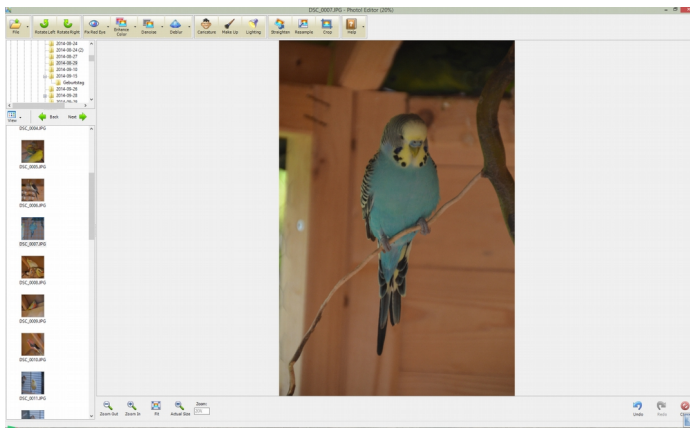 DSC_0007.JPG - Photo! Editor (20%)
File Rotate Left Rotate Right Fix Red Eye Enhance Color Denoise Deblur Caricature Make Up Lighting Straighten Resample Crop Help
2014-08-24
2014-08-24 (2)
2014-08-27
2014-08-29
2014-09-10
2014-09-13
Geburtstag
2014-09-26
2014-09-28
View Back Next
DSC_0004.JPG
DSC_0005.JPG
DSC_0006.JPG
DSC_0007.JPG
DSC_0008.JPG
DSC_0009.JPG
DSC_0010.JPG
DSC_0011.JPG
Zoom Out Zoom In Fit Actual Size Zoom:
Undo Redo